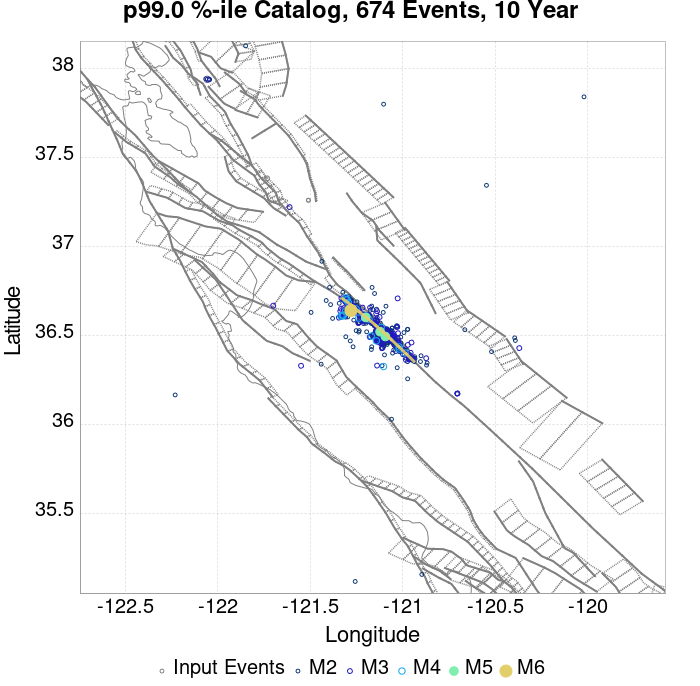 p99.0 %-ile Catalog, 674 Events, 10 Year
38
37.5
37
36.5
36
35.5
Latitude
-122.5 -122 -121.5 -121 -120.5 -120
Longitude
Input Events M2 M3 M4 M5 M6